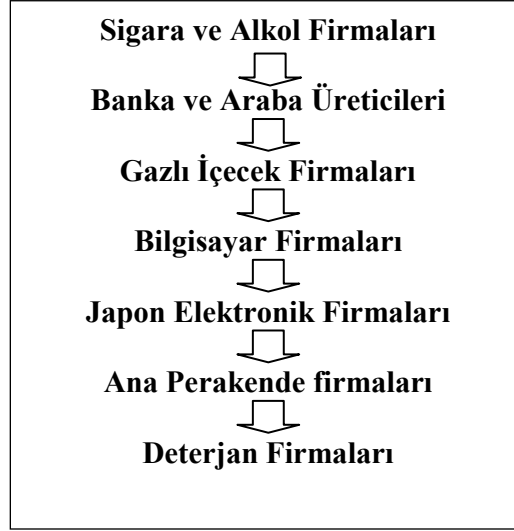 Sigara ve Alkol Firmaları
Banka ve Araba Üreticileri
Gazlı İçecek Firmaları
Bilgisayar Firmaları
Japon Elektronik Firmaları
Ana Perakende firmaları
Deterjan Firmaları